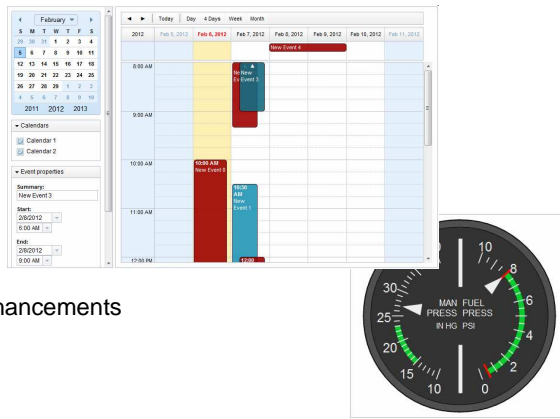 February
S M T W T F S
29 30 31 1 2 3 4
5 6 7 8 9 10 11
12 13 14 15 16 17 18
19 20 21 22 23 24 25
26 27 28 29 1 2 3
4 5 6 7 8 9 10
2011 2012 2013
Calendars
Calendar 1
Calendar 2
Event properties
Summary:
New Event 3
Start:
2/8/2012
6:00 AM
End:
2/8/2012
9:00 AM
Today Day 4 Days Week Month
2012 Feb 5, 2012 Feb 6, 2012 Feb 7, 2012 Feb 8, 2012 Feb 9, 2012 Feb 10, 2012 Feb 11, 2012
New Event 4
8:00 AM
New
Event 3
9:00 AM
10:00 AM
10:00 AM
New Event 8
10:30
AM
New
Event 1
11:00 AM
12:00 PM
12:00
hancements
10
8
30
6
MAN FUEL
PRESS PRESS
25
IN HG PSI
4
20
2
15
10 0